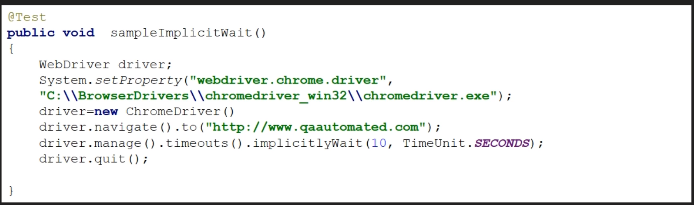 @Test
public void  sampleImplicitWait()
{
    WebDriver driver;
    System.setProperty("webdriver.chrome.driver",
    "C:\\BrowserDrivers\\chromedriver_win32\\chromedriver.exe");
    driver=new ChromeDriver()
    driver.navigate().to("http://www.qaautomated.com");
    driver.manage().timeouts().implicitlyWait(10, TimeUnit.SECONDS);
    driver.quit();
}